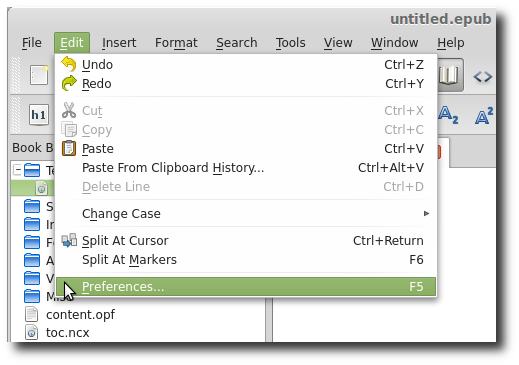 untitled.epub
File Edit Insert Format Search Tools View Window Help
Undo Ctrl+Z
Redo Ctrl+Y
h1
A2 A2
Cut Ctrl+X
Copy Ctrl+C
Book B
Paste Ctrl+V
Paste From Clipboard History... Ctrl+Alt+V
Delete Line Ctrl+D
Change Case
Split At Cursor Ctrl+Return
Split At Markers F6
Preferences... F5
content.opf
toc.ncx